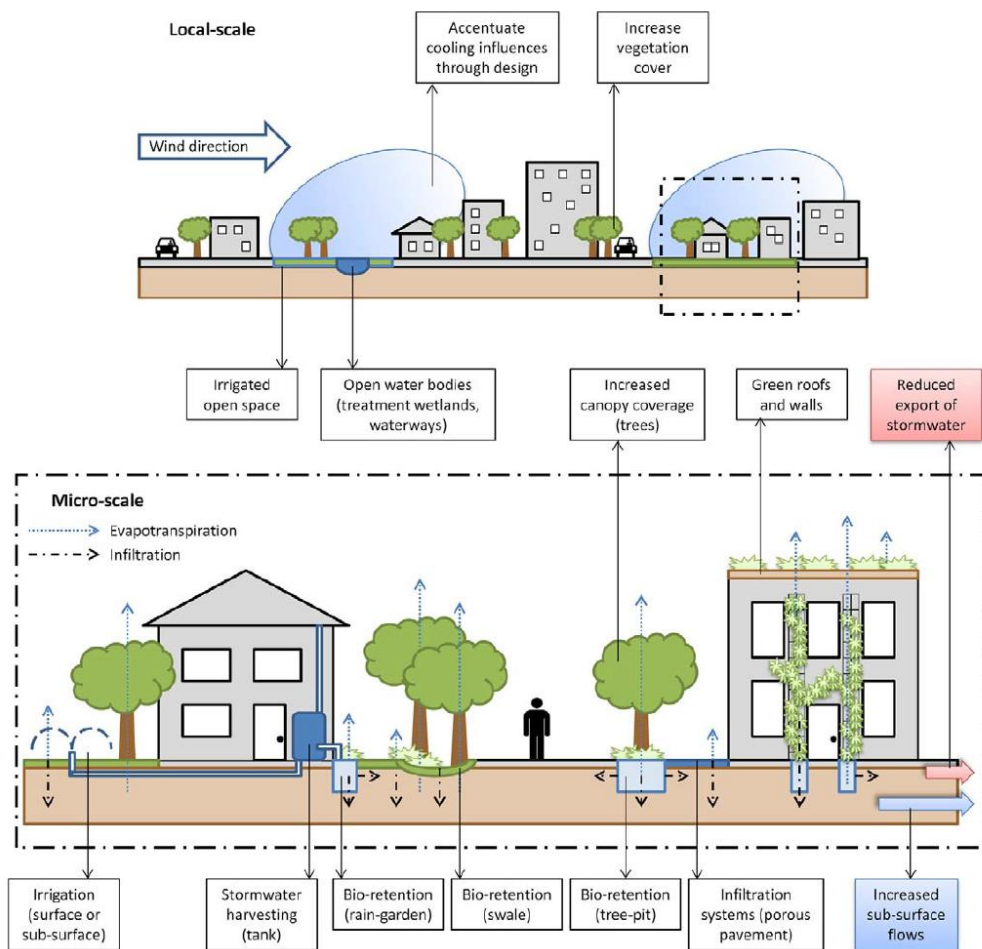 Local-scale
Accentuate
cooling influences
through design
Increase
vegetation
cover
Wind direction
Irrigated
open space
Open water bodies
(treatment wetlands,
waterways)
Increased
canopy coverage
(trees)
Green roofs
and walls
Reduced
export of
stormwater
Micro-scale
Evapotranspiration
Infiltration
Irrigation
(surface or
sub-surface)
Stormwater
harvesting
(tank)
Bio-retention
(rain-garden)
Bio-retention
(swale)
Bio-retention
(tree-pit)
Infiltration
systems (porous
pavement)
Increased
sub-surface
flows